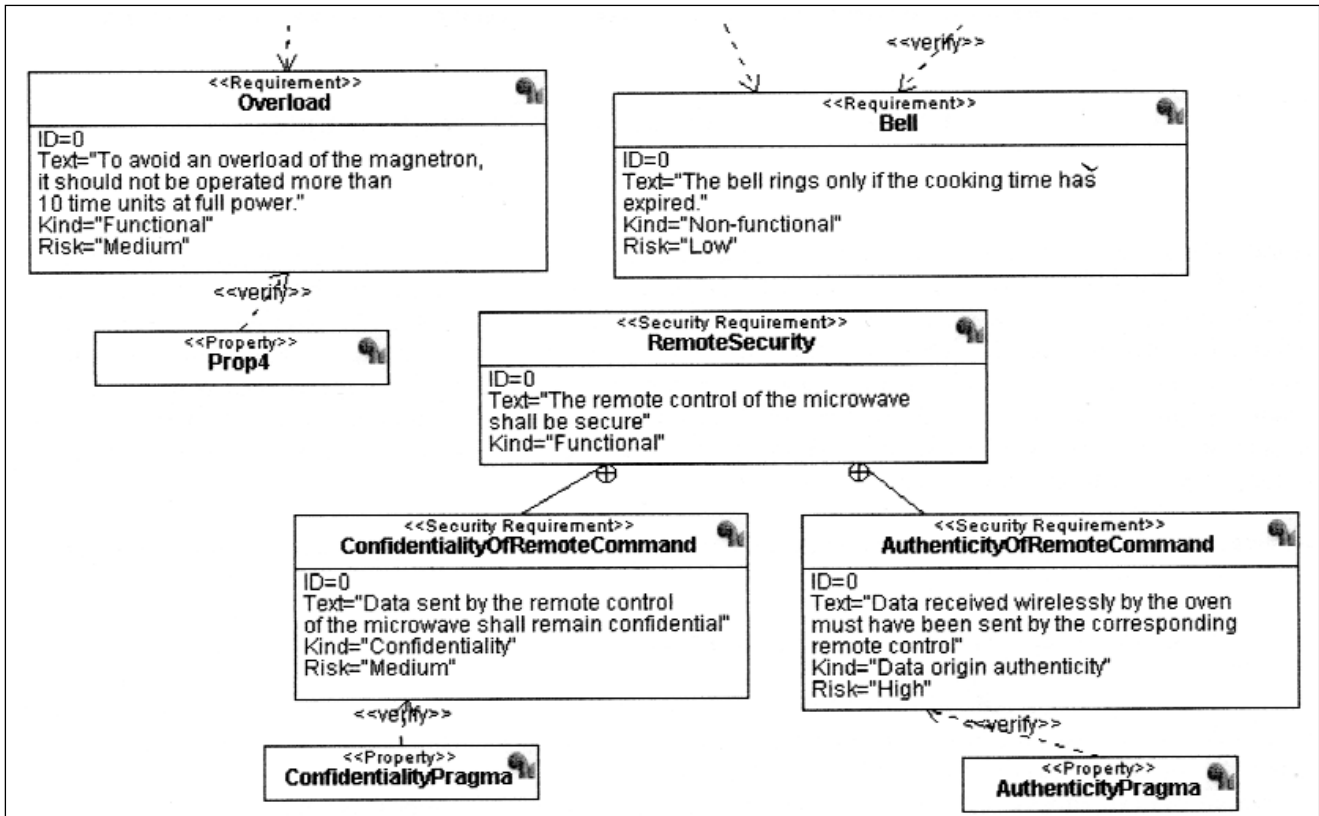 <<verify>>
<<Requirement>>
Overload
ID=0
Text="To avoid an overload of the magnetron,
it should not be operated more than
10 time units at full power."
Kind="Functional"
Risk="Medium"
<<Requirement>>
Bell
ID=0
Text="The bell rings only if the cooking time has
expired."
Kind="Non-functional"
Risk="Low"
<<verify>>
<<Property>>
Prop4
<<Security Requirement>>
RemoteSecurity
ID=0
Text="The remote control of the microwave
shall be secure"
Kind="Functional"
<<Security Requirement>>
ConfidentialityOfRemoteCommand
ID=0
Text="Data sent by the remote control
of the microwave shall remain confidential"
Kind="Confidentiality"
Risk="Medium"
<<Security Requirement>>
AuthenticityOfRemoteCommand
ID=0
Text="Data received wirelessly by the oven
must have been sent by the corresponding
remote control"
Kind="Data origin authenticity"
Risk="High"
<<verify>>
<<Property>>
ConfidentialityPragma
<<verify>>
<<Property>>
AuthenticityPragma